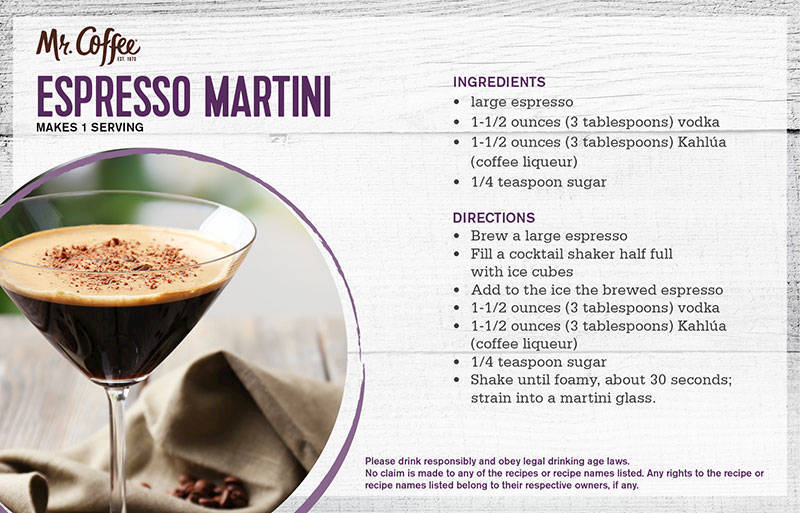 Mr. Coffee
EST. 1970
ESPRESSO MARTINI
MAKES 1 SERVING
INGREDIENTS
• large espresso
• 1-1/2 ounces (3 tablespoons) vodka
• 1-1/2 ounces (3 tablespoons) Kahlúa
(coffee liqueur)
• 1/4 teaspoon sugar
DIRECTIONS
• Brew a large espresso
• Fill a cocktail shaker half full
with ice cubes
• Add to the ice the brewed espresso
• 1-1/2 ounces (3 tablespoons) vodka
• 1-1/2 ounces (3 tablespoons) Kahlúa
(coffee liqueur)
• 1/4 teaspoon sugar
• Shake until foamy, about 30 seconds;
strain into a martini glass.
Please drink responsibly and obey legal drinking age laws.
No claim is made to any of the recipes or recipe names listed. Any rights to the recipe or
recipe names listed belong to their respective owners, if any.